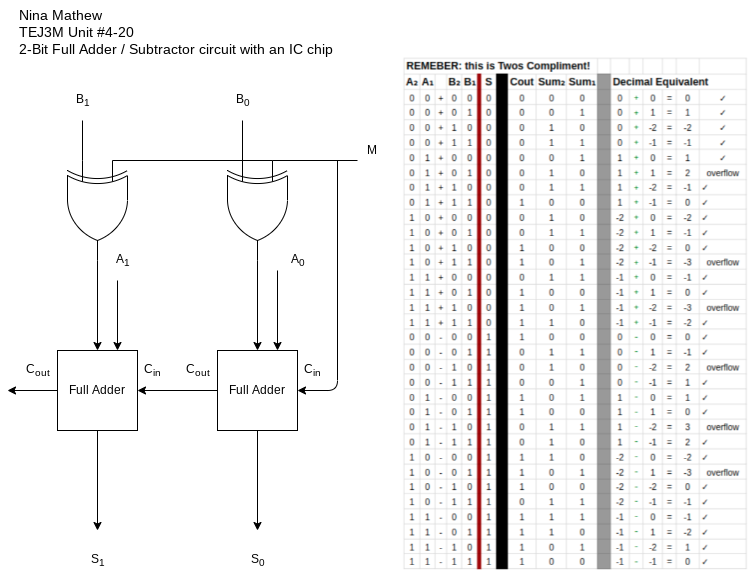 Nina Mathew
TEJ3M Unit #4-20
2-Bit Full Adder / Subtractor circuit with an IC chip
B1
B0
M
A1
A0
Cout
Full Adder
Cin
Cout
Full Adder
Cin
S1
S0
REMEBER: this is Twos Compliment!
A2 A1 B2 B1 S Cout Sum2 Sum1 Decimal Equivalent
0 0 + 0 0 0 0 0 0 0 + 0 = 0 ✓
0 0 + 0 1 0 0 0 1 0 + 1 = 1 ✓
0 0 + 1 0 0 0 1 0 0 + -2 = -2 ✓
0 0 + 1 1 0 0 1 1 0 + -1 = -1 ✓
0 1 + 0 0 0 0 0 1 1 + 0 = 1 ✓
0 1 + 0 1 0 0 1 0 1 + 1 = 2 overflow
0 1 + 1 0 0 0 1 1 1 + -2 = -1 ✓
0 1 + 1 1 0 1 0 0 1 + -1 = 0 ✓
1 0 + 0 0 0 0 1 0 -2 + 0 = -2 ✓
1 0 + 0 1 0 0 1 1 -2 + 1 = -1 ✓
1 0 + 1 0 0 1 0 0 -2 + -2 = 0 ✓
1 0 + 1 1 0 1 0 1 -2 + -1 = -3 overflow
1 1 + 0 0 0 0 1 1 -1 + 0 = -1 ✓
1 1 + 0 1 0 1 0 0 -1 + 1 = 0 ✓
1 1 + 1 0 0 1 0 1 -1 + -2 = -3 overflow
1 1 + 1 1 0 1 1 0 -1 + -1 = -2 ✓
0 0 - 0 0 1 1 0 0 0 - 0 = 0 ✓
0 0 - 0 1 1 0 1 1 0 - 1 = -1 ✓
0 0 - 1 0 1 0 1 0 0 - -2 = 2 overflow
0 0 - 1 1 1 0 0 1 0 - -1 = 1 ✓
0 1 - 0 0 1 1 0 1 1 - 0 = 1 ✓
0 1 - 0 1 1 1 0 0 1 - 1 = 0 ✓
0 1 - 1 0 1 0 1 1 1 - -2 = 3 overflow
0 1 - 1 1 1 0 1 0 1 - -1 = 2 ✓
1 0 - 0 0 1 1 1 0 -2 - 0 = -2 ✓
1 0 - 0 1 1 1 0 1 -2 - 1 = -3 overflow
1 0 - 1 0 1 1 0 0 -2 - -2 = 0 ✓
1 0 - 1 1 1 1 1 1 -2 - -1 = -1 ✓
1 1 - 0 0 1 1 1 1 -1 - 0 = -1 ✓
1 1 - 0 1 1 1 1 0 -1 - 1 = -2 ✓
1 1 - 1 0 1 1 0 1 -1 - -2 = 1 ✓
1 1 - 1 1 1 1 0 0 -1 - -1 = -2 ✓